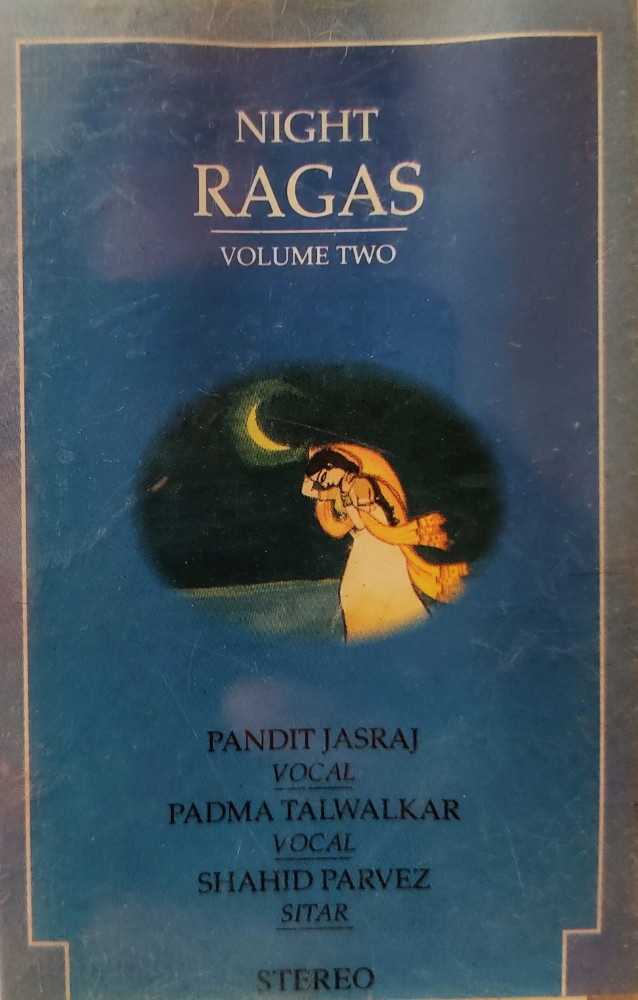 NIGHT
RAGAS
VOLUME TWO
PANDIT JASRAJ
VOCAL
PADMA TALWALKAR
VOCAL
SHAHID PARVEZ
SITAR
STEREO